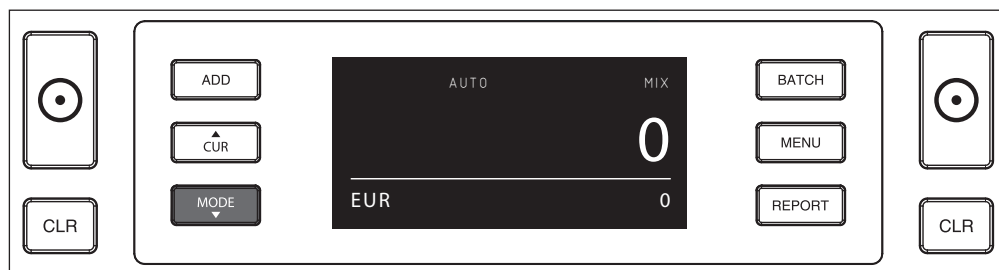 ADD
CUR
MODE
CLR
AUTO MIX
0
EUR 0
BATCH
MENU
REPORT
CLR